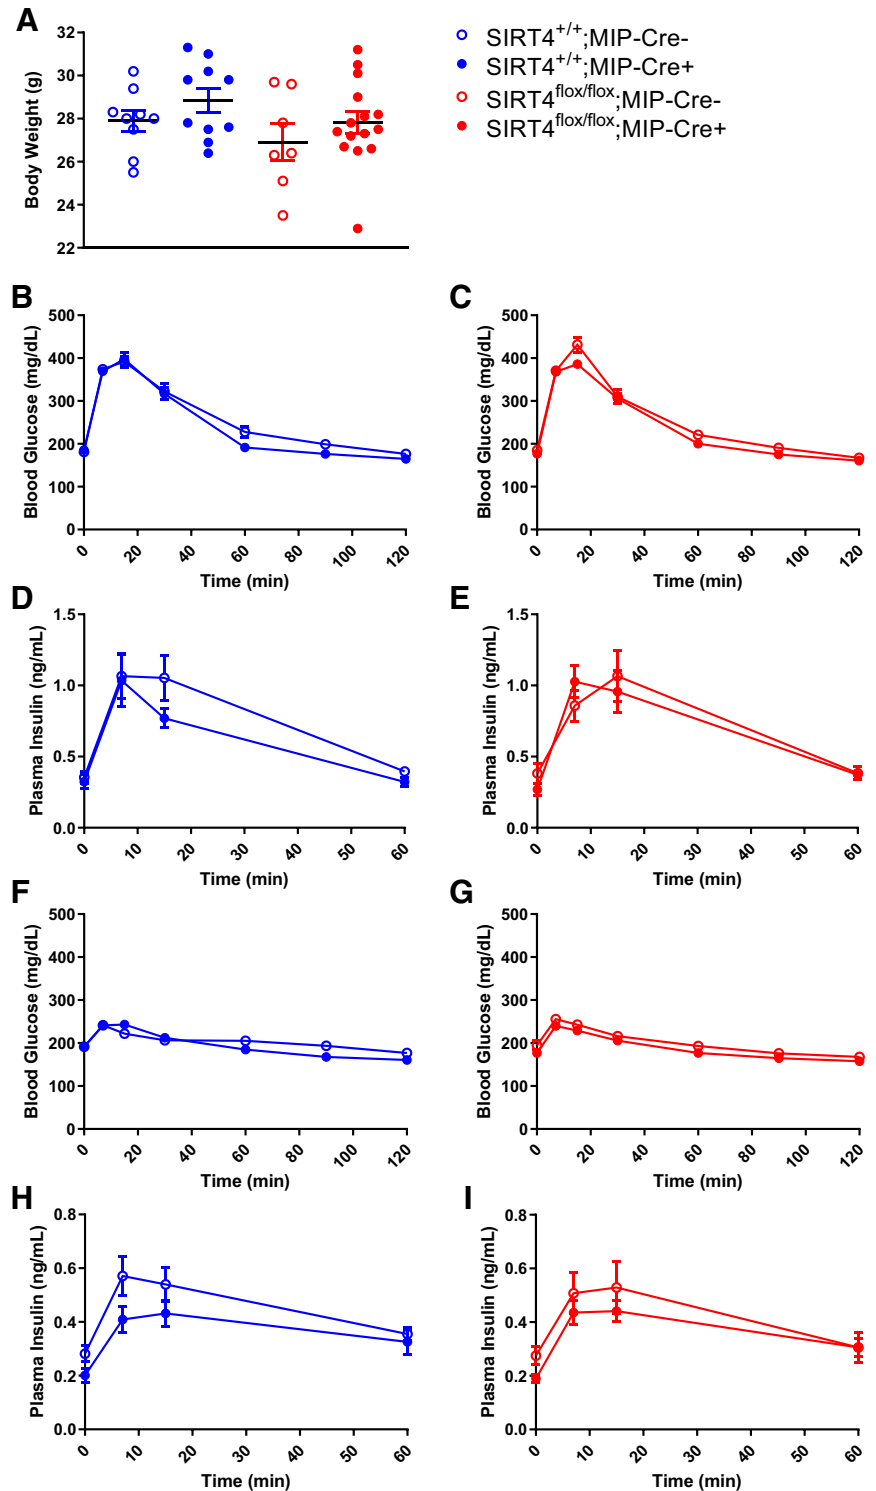 A
Body Weight (g)
32
30
28
26
24
22
SIRT4+/+;MIP-Cre-
SIRT4+/+;MIP-Cre+
SIRT4flox/flox;MIP-Cre-
SIRT4flox/flox;MIP-Cre+
B
Blood Glucose (mg/dL)
500
400
300
200
100
0
0 20 40 60 80 100 120
Time (min)
C
Blood Glucose (mg/dL)
500
400
300
200
100
0
0 20 40 60 80 100 120
Time (min)
D
Plasma Insulin (ng/mL)
1.5
1.0
0.5
0.0
0 10 20 30 40 50 60
Time (min)
E
Plasma Insulin (ng/mL)
1.5
1.0
0.5
0.0
0 10 20 30 40 50 60
Time (min)
F
Blood Glucose (mg/dL)
500
400
300
200
100
0
0 20 40 60 80 100 120
Time (min)
G
Blood Glucose (mg/dL)
500
400
300
200
100
0
0 20 40 60 80 100 120
Time (min)
H
Plasma Insulin (ng/mL)
0.8
0.6
0.4
0.2
0.0
0 10 20 30 40 50 60
Time (min)
I
Plasma Insulin (ng/mL)
0.8
0.6
0.4
0.2
0.0
0 10 20 30 40 50 60
Time (min)